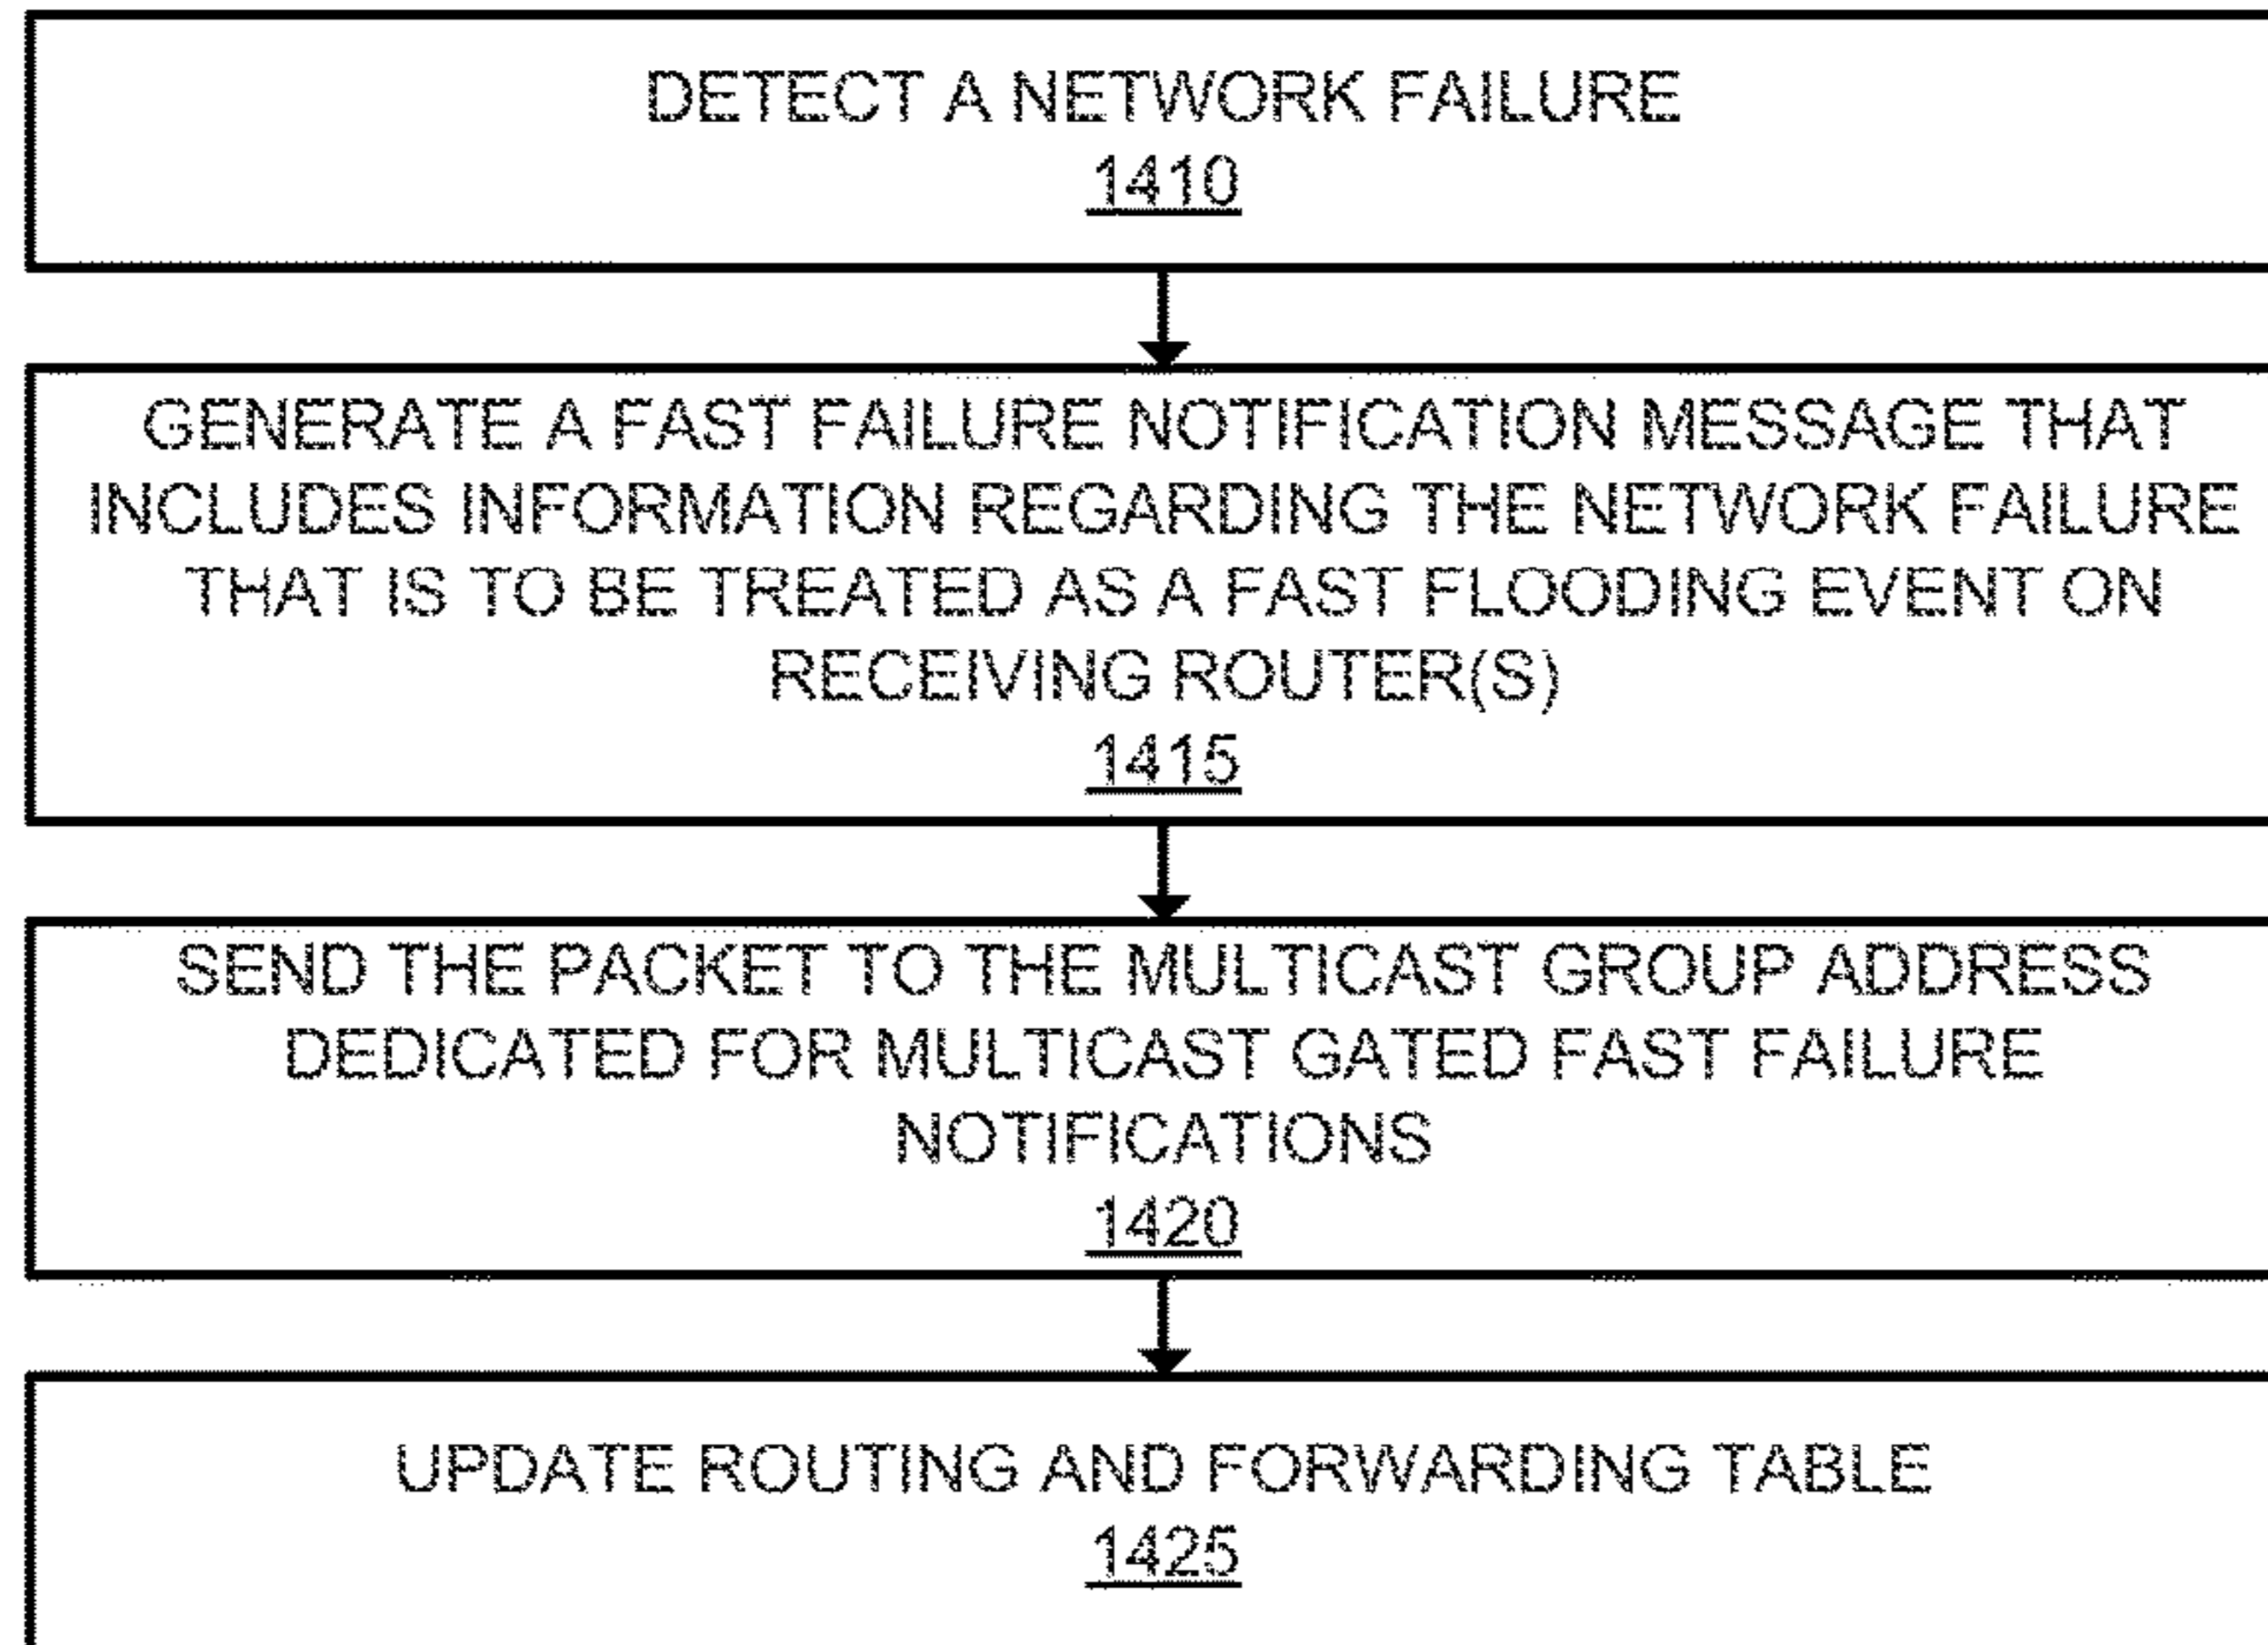 DETECT A NETWORK FAILURE
1410
GENERATE A FAST FAILURE NOTIFICATION MESSAGE THAT
INCLUDES INFORMATION REGARDING THE NETWORK FAILURE
THAT IS TO BE TREATED AS A FAST FLOODING EVENT ON
RECEIVING ROUTER(S)
1415
SEND THE PACKET TO THE MULTICAST GROUP ADDRESS
DEDICATED FOR MULTICAST GATED FAST FAILURE
NOTIFICATIONS
1420
UPDATE ROUTING AND FORWARDING TABLE
1425